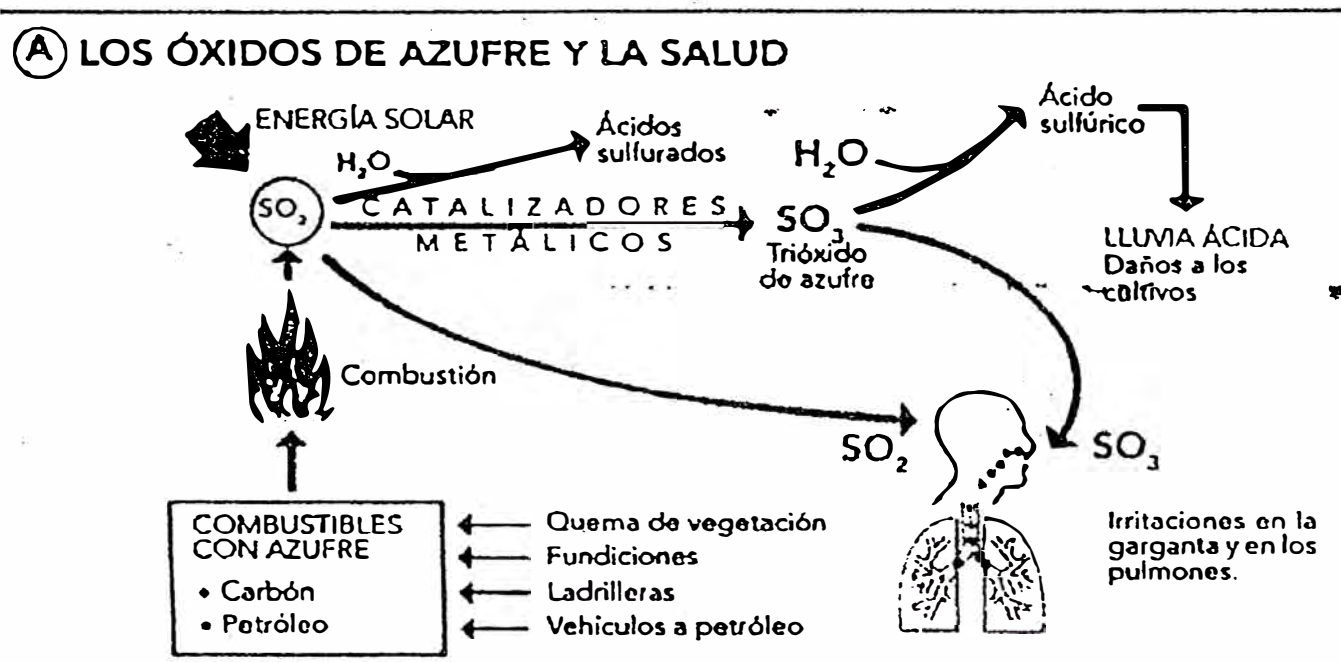 A LOS ÓXIDOS DE AZUFRE Y LA SALUD
ENERGÍA SOLAR
H₂O
Ácidos
sulfurados
SO₂
CATALIZADORES
METÁLICOS
H₂O
SO₃
Trióxido
de azufre
Ácido
sulfúrico
LLUVIA ÁCIDA
Daños a los
cultivos
Combustión
SO₂
SO₃
Irritaciones en la
garganta y en los
pulmones.
COMBUSTIBLES
CON AZUFRE
• Carbón
• Petróleo
Quema de vegetación
Fundiciones
Ladrilleras
Vehiculos a petróleo